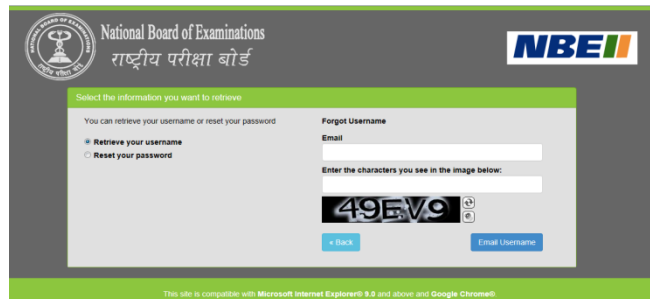 National Board of Examinations
राष्ट्रीय परीक्षा बोर्ड
NBE
Select the information you want to retrieve
You can retrieve your username or reset your password
Retrieve your username
Reset your password
Forgot Username
Email
Enter the characters you see in the image below:
49EV9
« Back
Email Username
This site is compatible with Microsoft Internet Explorer® 9.0 and above and Google Chrome®